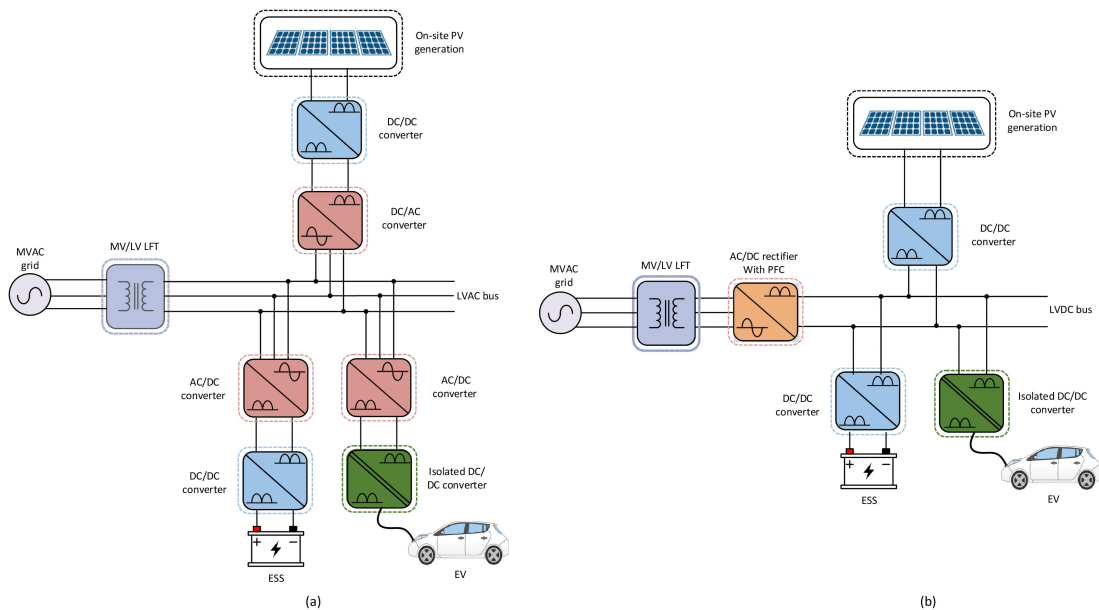 On-site PV
generation
DC/DC
converter
DC/AC
converter
MVAC
grid
MV/LV LFT
LVAC bus
AC/DC
converter
AC/DC
converter
DC/DC
converter
Isolated DC/
DC converter
+ −
ESS
EV
(a)
On-site PV
generation
DC/DC
converter
MVAC
grid
MV/LV LFT
AC/DC rectifier
With PFC
LVDC bus
DC/DC
converter
Isolated DC/DC
converter
+ −
ESS
EV
(b)